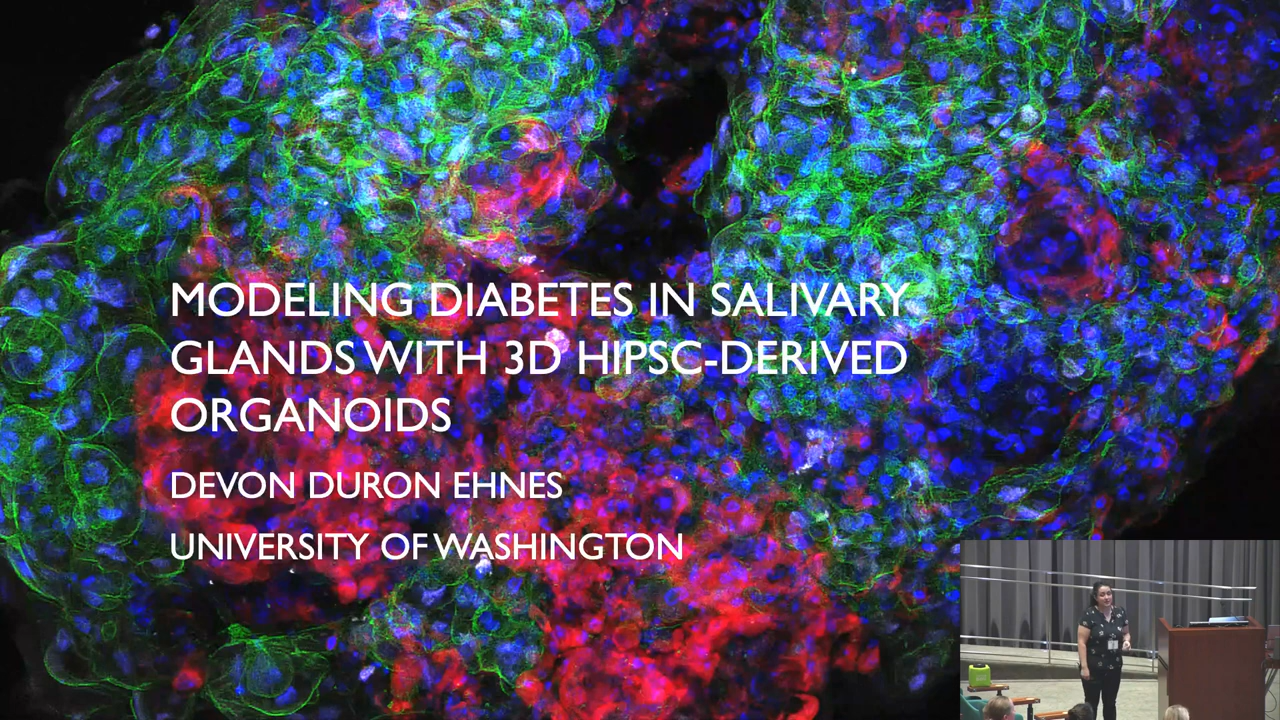 MODELING DIABETES IN SALIVARY
GLANDS WITH 3D HIPSC-DERIVED
ORGANOIDS
DEVON DURON EHNES
UNIVERSITY OF WASHINGTON